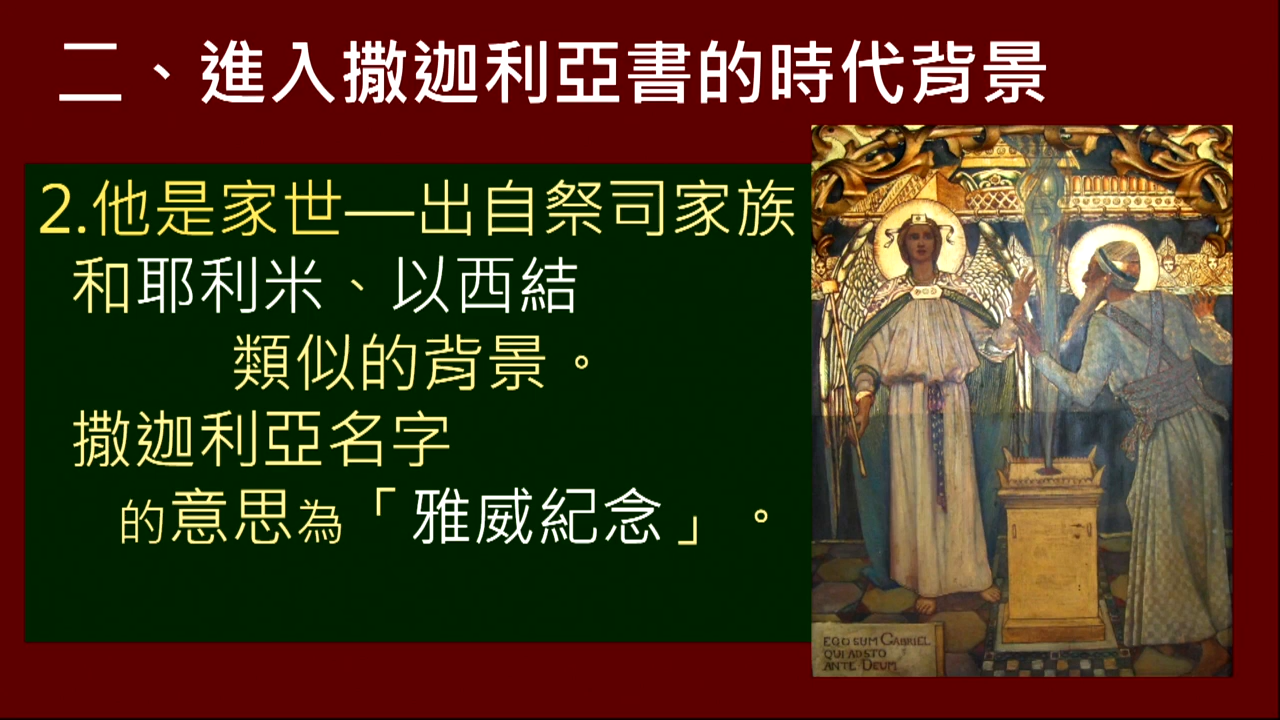 二、進入撒迦利亞書的時代背景
2.他是家世—出自祭司家族
和耶利米、以西結
類似的背景。
撒迦利亞名字
的意思為「雅威紀念」。
EGO SUM GABRIEL
QUI ADSTO
ANTE DEUM